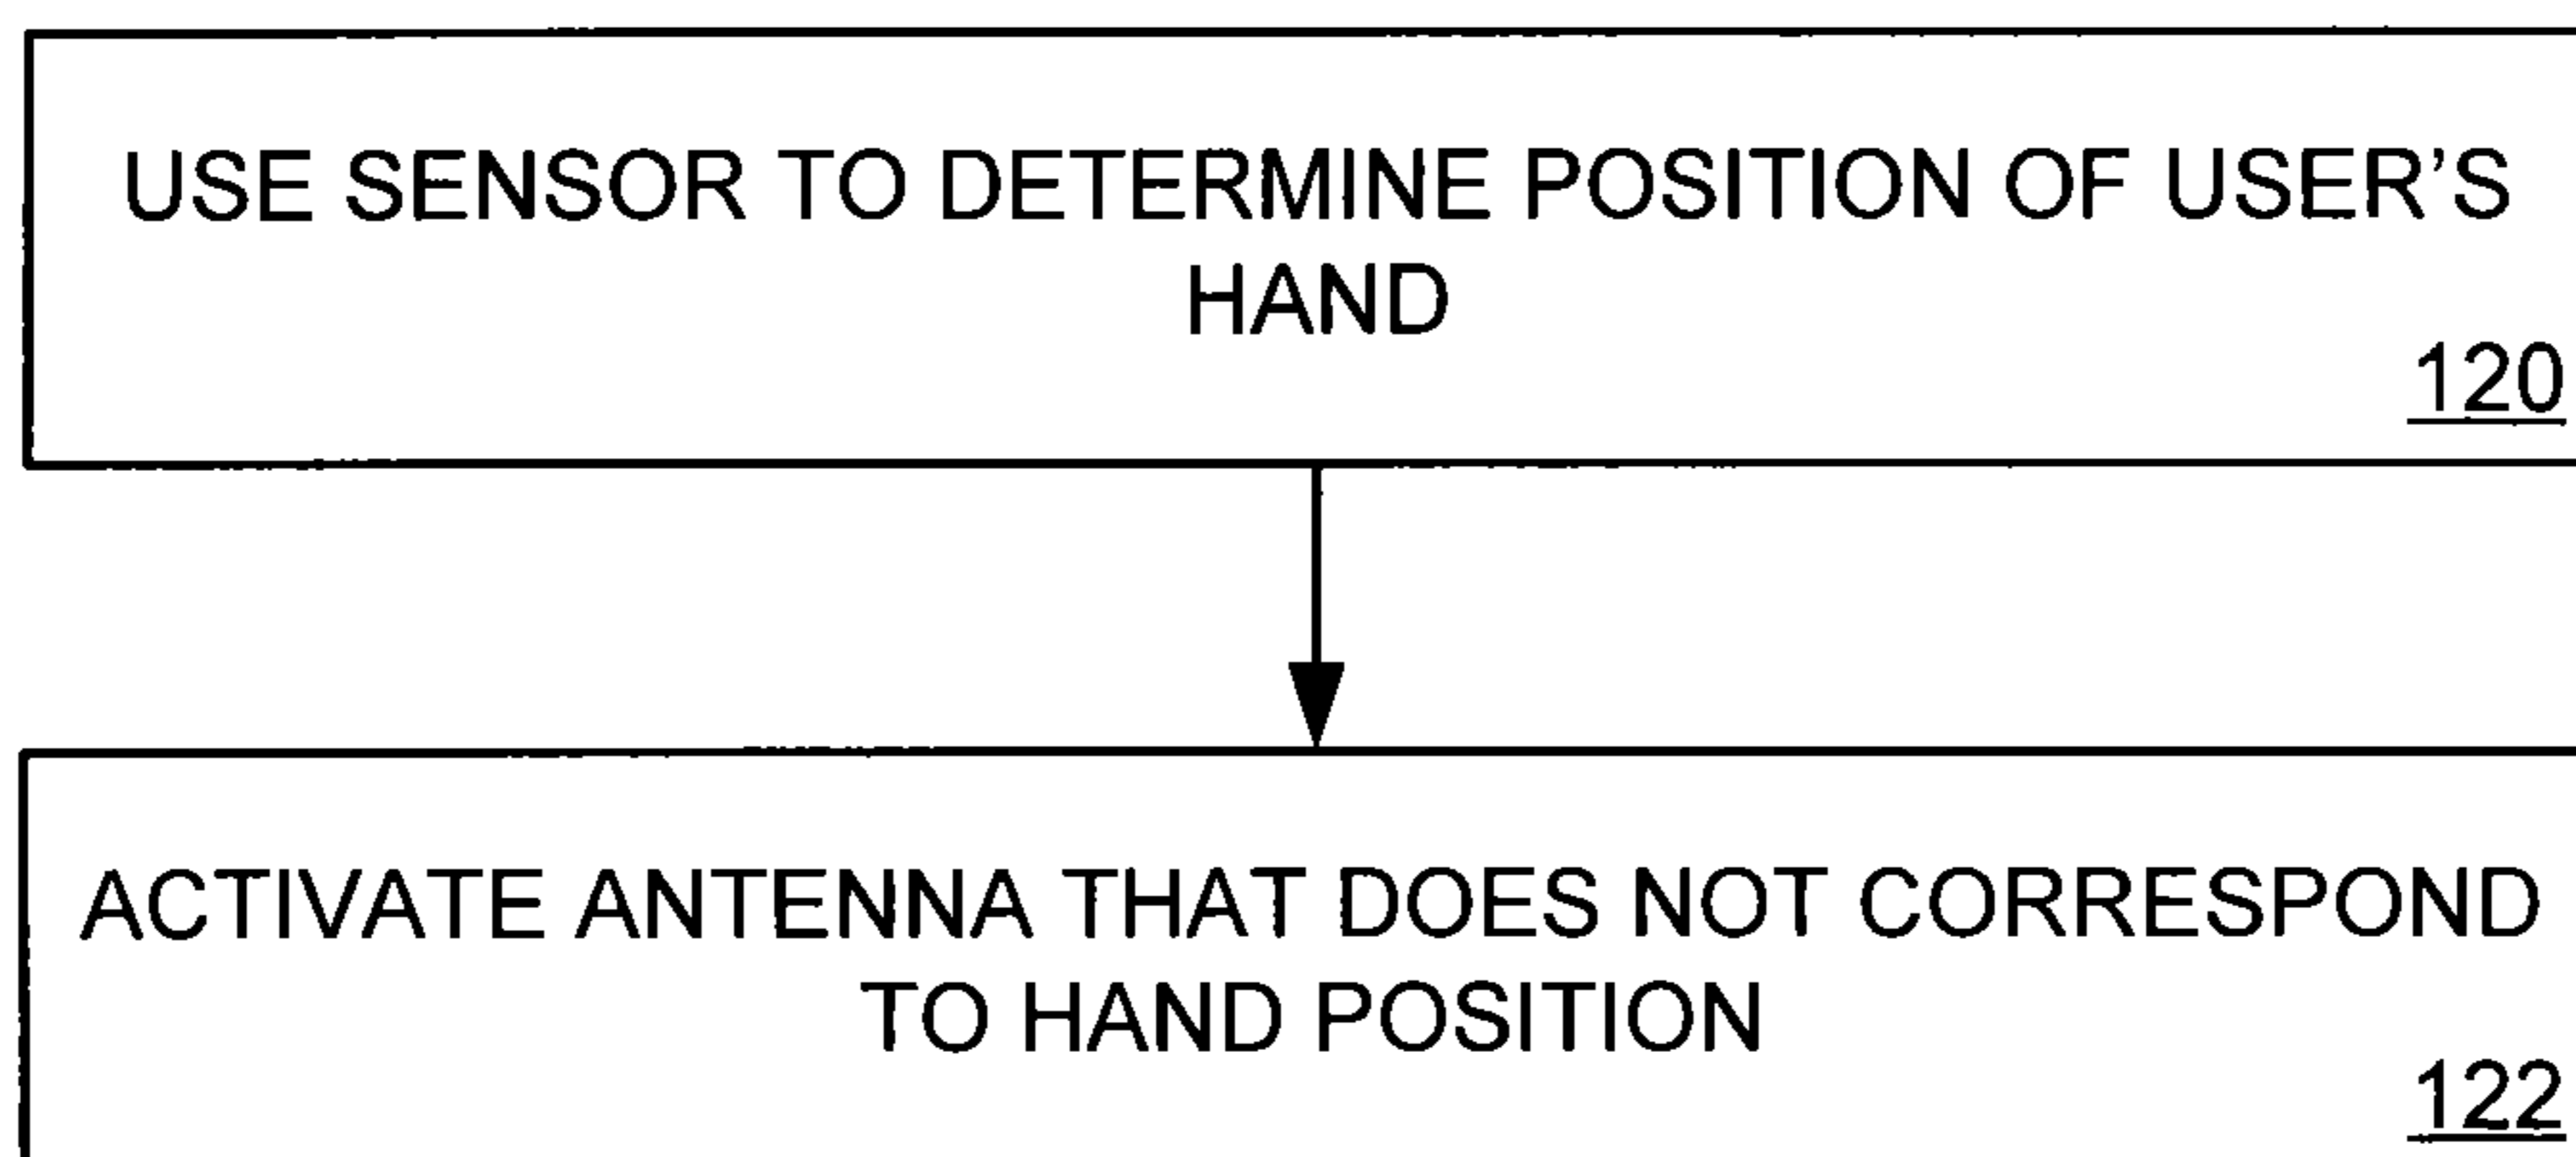 USE SENSOR TO DETERMINE POSITION OF USER'S
HAND
120
ACTIVATE ANTENNA THAT DOES NOT CORRESPOND
TO HAND POSITION
122